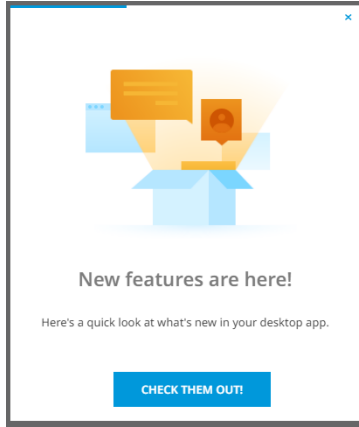 ×
New features are here!
Here's a quick look at what's new in your desktop app.
CHECK THEM OUT!